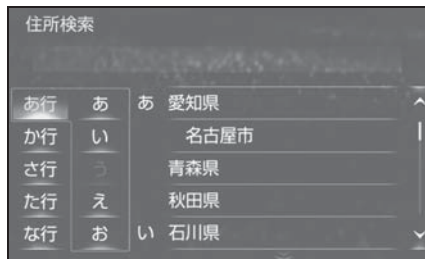 住所検索
あ行 あ あ 愛知県
か行 い 名古屋市
さ行 う 青森県
た行 え 秋田県
な行 お い 石川県